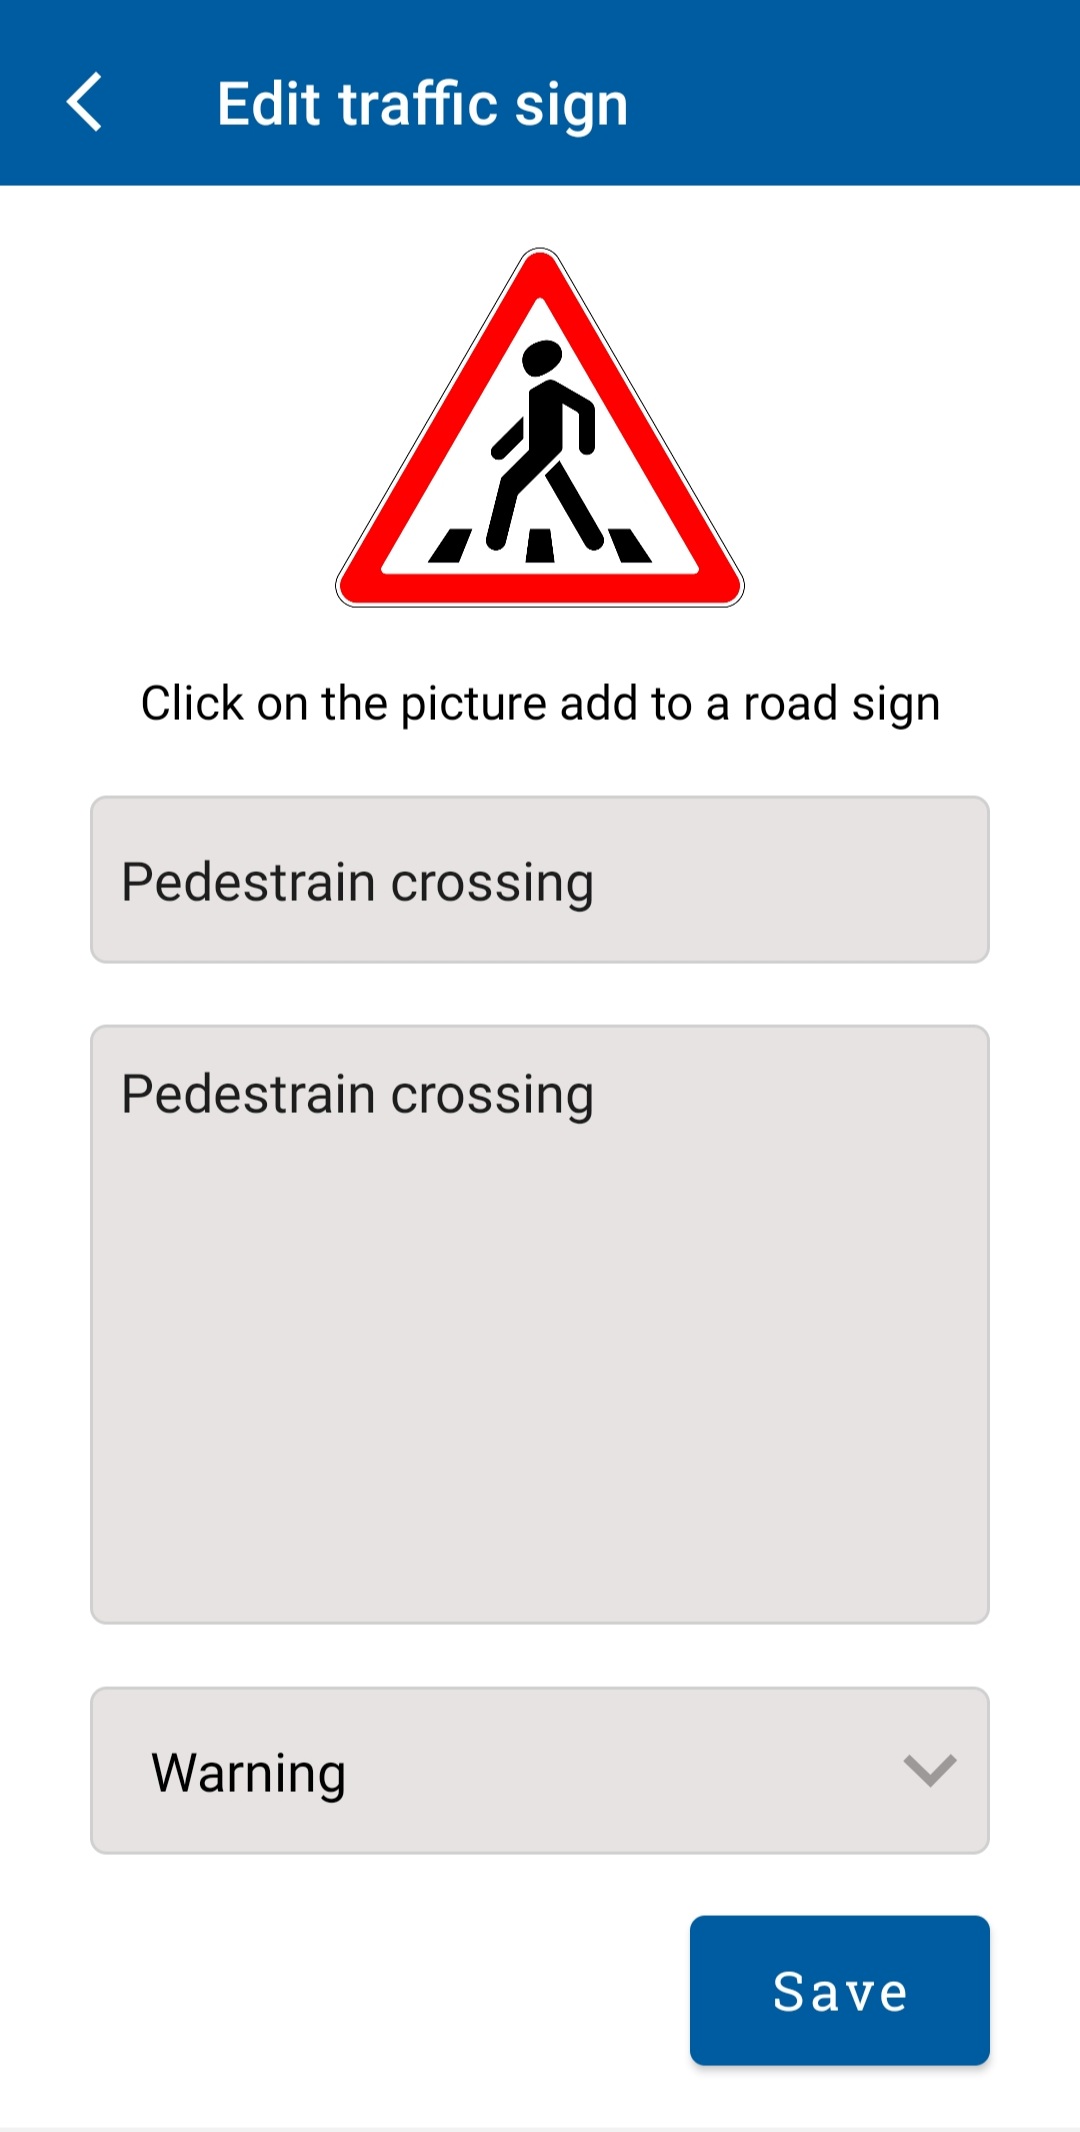 Edit traffic sign
Click on the picture add to a road sign
Pedestrain crossing
Pedestrain crossing
Warning
Save